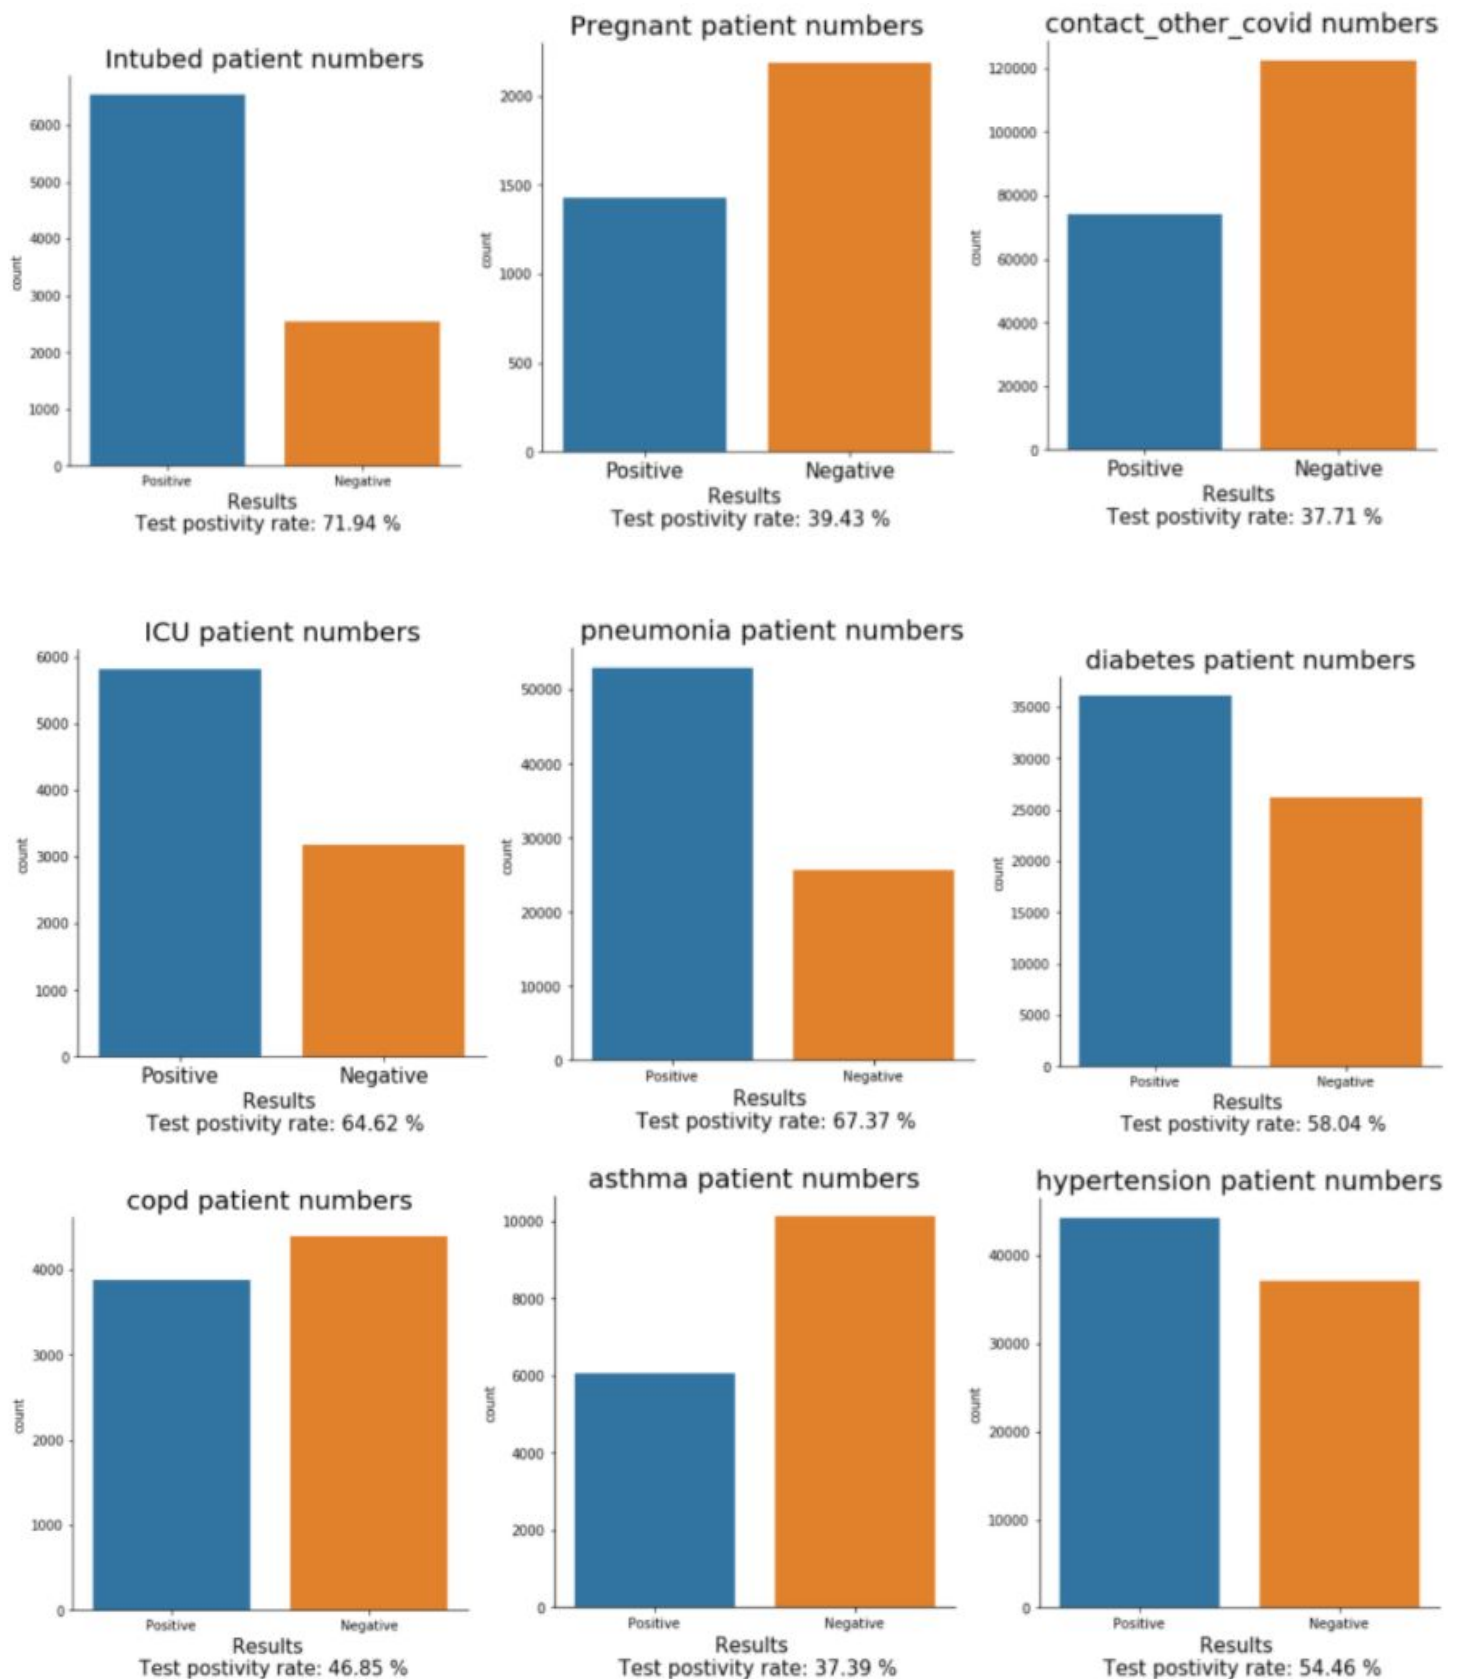 Intubed patient numbers
count
6000
5000
4000
3000
2000
1000
0
Positive Negative
Results
Test postivity rate: 71.94 %
Pregnant patient numbers
count
2000
1500
1000
500
0
Positive Negative
Results
Test postivity rate: 39.43 %
contact_other_covid numbers
count
120000
100000
80000
60000
40000
20000
0
Positive Negative
Results
Test postivity rate: 37.71 %
ICU patient numbers
count
6000
5000
4000
3000
2000
1000
0
Positive Negative
Results
Test postivity rate: 64.62 %
pneumonia patient numbers
count
50000
40000
30000
20000
10000
0
Positive Negative
Results
Test postivity rate: 67.37 %
diabetes patient numbers
count
35000
30000
25000
20000
15000
10000
5000
0
Positive Negative
Results
Test postivity rate: 58.04 %
copd patient numbers
count
4000
3000
2000
1000
0
Positive Negative
Results
Test postivity rate: 46.85 %
asthma patient numbers
count
10000
8000
6000
4000
2000
0
Positive Negative
Results
Test postivity rate: 37.39 %
hypertension patient numbers
count
40000
30000
20000
10000
0
Positive Negative
Results
Test postivity rate: 54.46 %